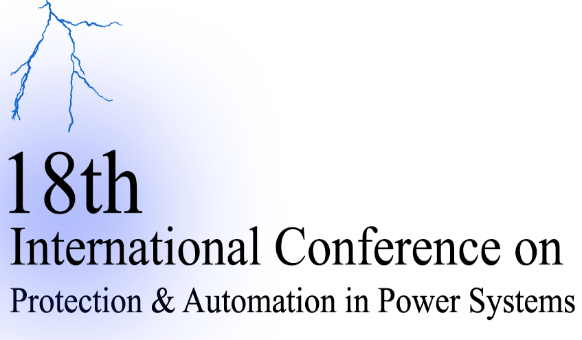 18th
International Conference on
Protection & Automation in Power Systems